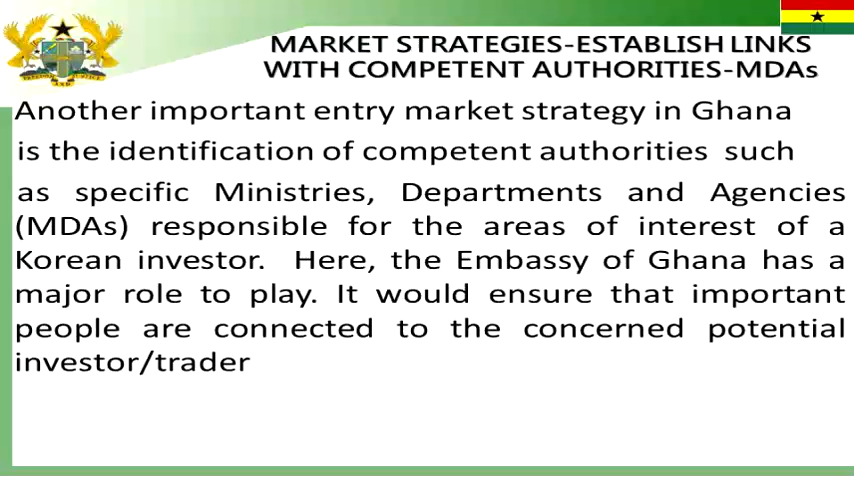 MARKET STRATEGIES-ESTABLISH LINKS
WITH COMPETENT AUTHORITIES-MDAs
FREEDOM AND JUSTICE
Another important entry market strategy in Ghana
is the identification of competent authorities such
as specific Ministries, Departments and Agencies
(MDAs) responsible for the areas of interest of a
Korean investor. Here, the Embassy of Ghana has a
major role to play. It would ensure that important
people are connected to the concerned potential
investor/trader